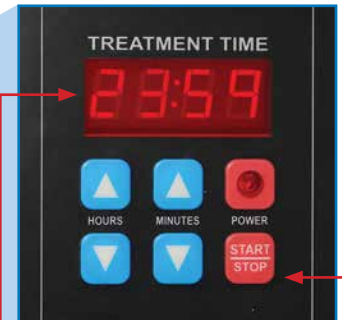 TREATMENT TIME
23:59
HOURS MINUTES POWER
START
STOP